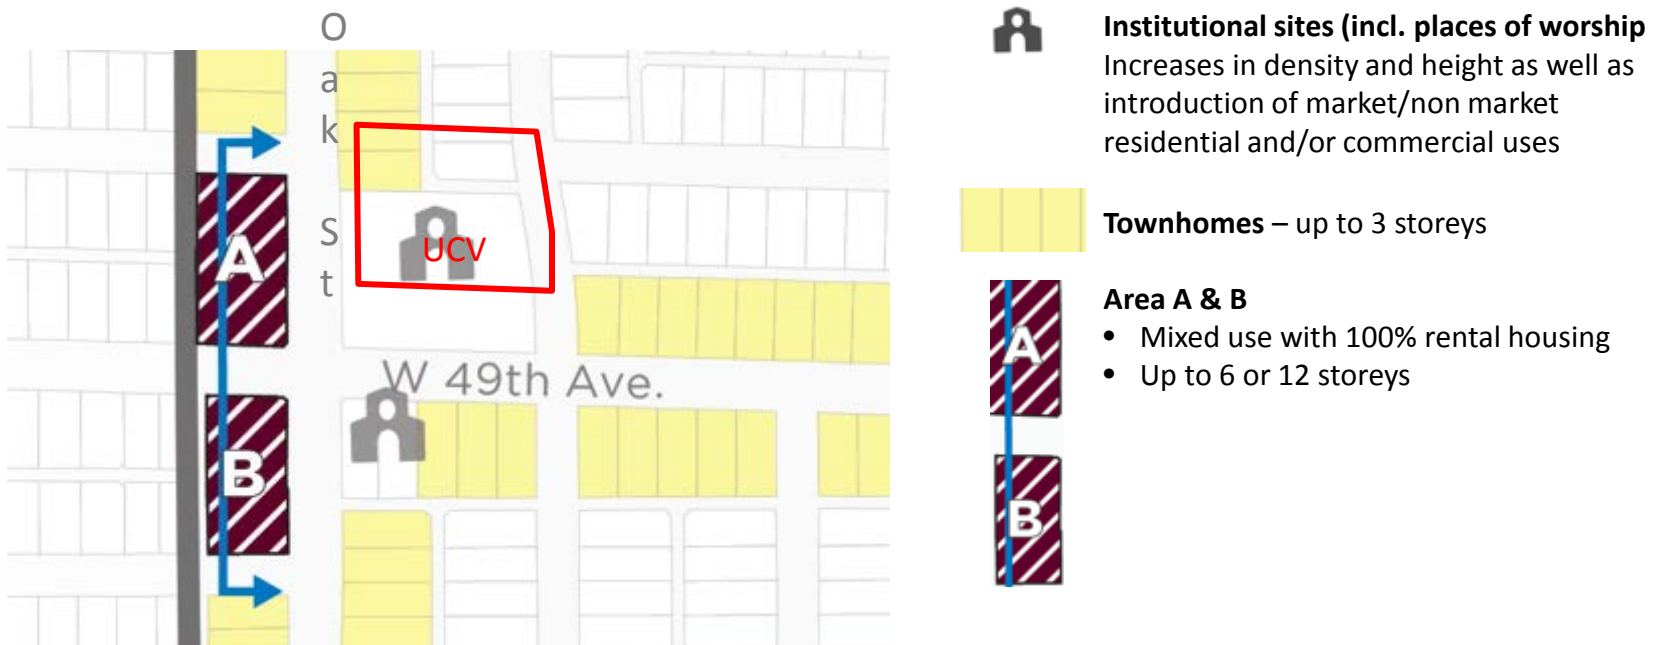 Oak St
A
UCV
W 49th Ave.
B
Institutional sites (incl. places of worship
Increases in density and height as well as
introduction of market/non market
residential and/or commercial uses
Townhomes – up to 3 storeys
Area A & B
• Mixed use with 100% rental housing
• Up to 6 or 12 storeys
A
B